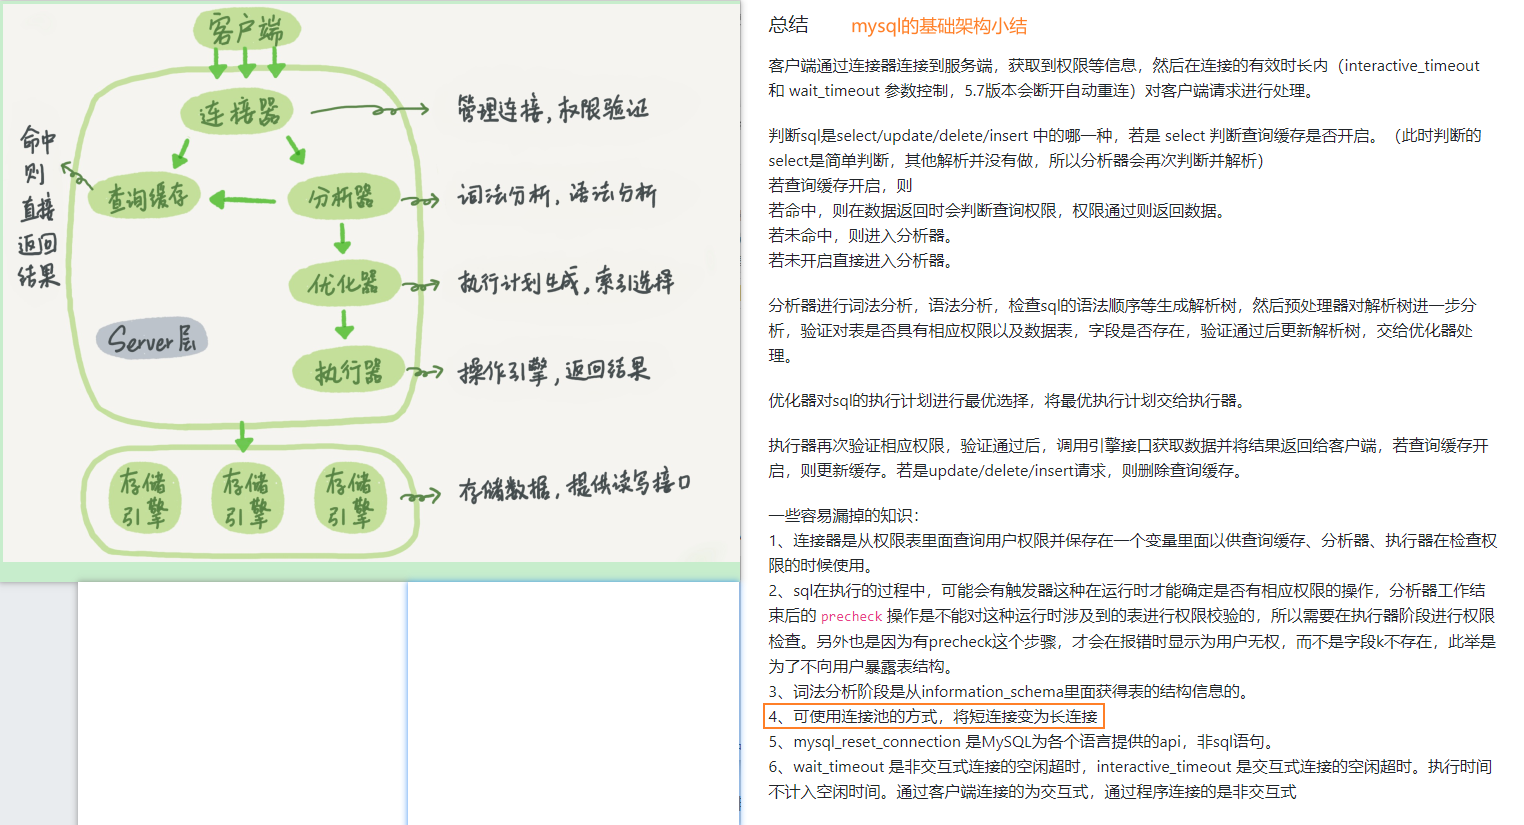 客户端
连接器
管理连接，权限验证
命中
则
直接
返回
结果
查询缓存
分析器
词法分析，语法分析
优化器
执行计划生成，索引选择
Server层
执行器
操作引擎，返回结果
存储
引擎
存储
引擎
存储
引擎
存储数据，提供读写接口
总结
mysql的基础架构小结
客户端通过连接器连接到服务端，获取到权限等信息，然后在连接的有效时长内（interactive_timeout
和 wait_timeout 参数控制，5.7版本会断开自动重连）对客户端请求进行处理。
判断sql是select/update/delete/insert 中的哪一种，若是 select 判断查询缓存是否开启。（此时判断的
select是简单判断，其他解析并没有做，所以分析器会再次判断并解析）
若查询缓存开启，则
若命中，则在数据返回时会判断查询权限，权限通过则返回数据。
若未命中，则进入分析器。
若未开启直接进入分析器。
分析器进行词法分析，语法分析，检查sql的语法顺序等生成解析树，然后预处理器对解析树进一步分
析，验证对表是否具有相应权限以及数据表，字段是否存在，验证通过后更新解析树，交给优化器处
理。
优化器对sql的执行计划进行最优选择，将最优执行计划交给执行器。
执行器再次验证相应权限，验证通过后，调用引擎接口获取数据并将结果返回给客户端，若查询缓存开
启，则更新缓存。若是update/delete/insert请求，则删除查询缓存。
一些容易漏掉的知识：
1、连接器是从权限表里面查询用户权限并保存在一个变量里面以供查询缓存、分析器、执行器在检查权
限的时候使用。
2、sql在执行的过程中，可能会有触发器这种在运行时才能确定是否有相应权限的操作，分析器工作结
束后的 precheck 操作是不能对这种运行时涉及到的表进行权限校验的，所以需要在执行器阶段进行权限
检查。另外也是因为有precheck这个步骤，才会在报错时显示为用户无权，而不是字段k不存在，此举是
为了不向用户暴露表结构。
3、词法分析阶段是从information_schema里面获得表的结构信息的。
4、可使用连接池的方式，将短连接变为长连接
5、mysql_reset_connection 是MySQL为各个语言提供的api，非sql语句。
6、wait_timeout 是非交互式连接的空闲超时，interactive_timeout 是交互式连接的空闲超时。执行时间
不计入空闲时间。通过客户端连接的为交互式，通过程序连接的是非交互式